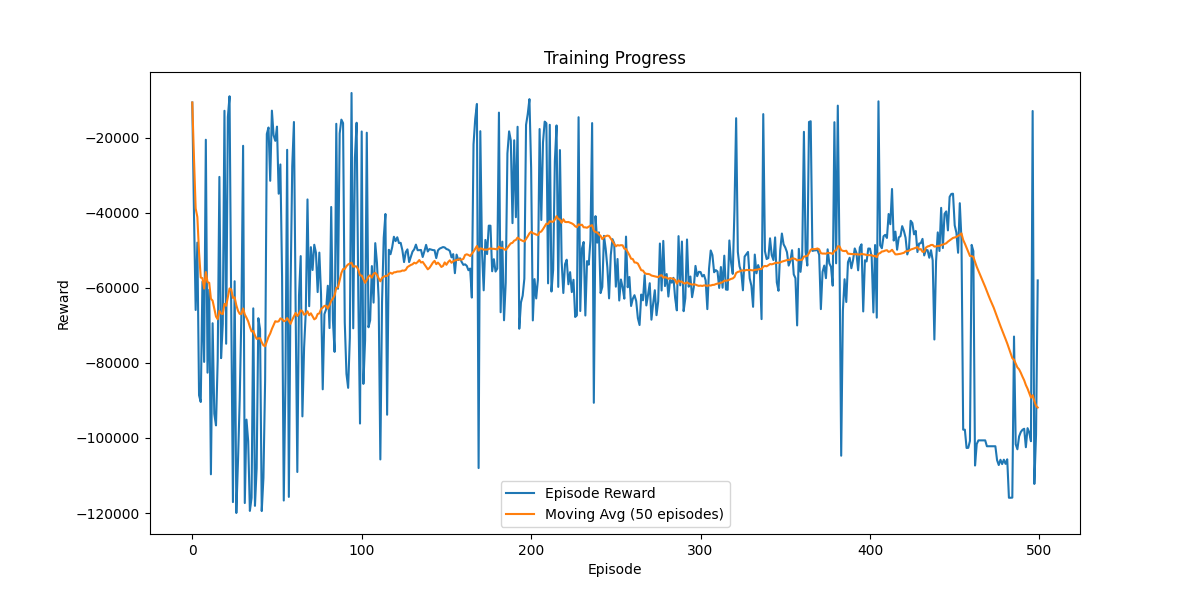 Training Progress
Reward
−20000
−40000
−60000
−80000
−100000
−120000
Episode Reward
Moving Avg (50 episodes)
0
100
200
300
400
500
Episode